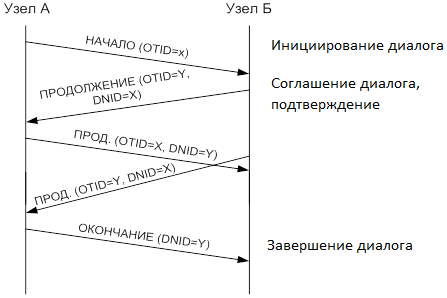 Узел А
Узел Б
НАЧАЛО (OTID=x)
Инициирование диалога
ПРОДОЛЖЕНИЕ (OTID=Y,
DNID=X)
Соглашение диалога,
подтверждение
ПРОД. (OTID=X, DNID=Y)
ПРОД. (OTID=Y, DNID=X)
ОКОНЧАНИЕ (DNID=Y)
Завершение диалога